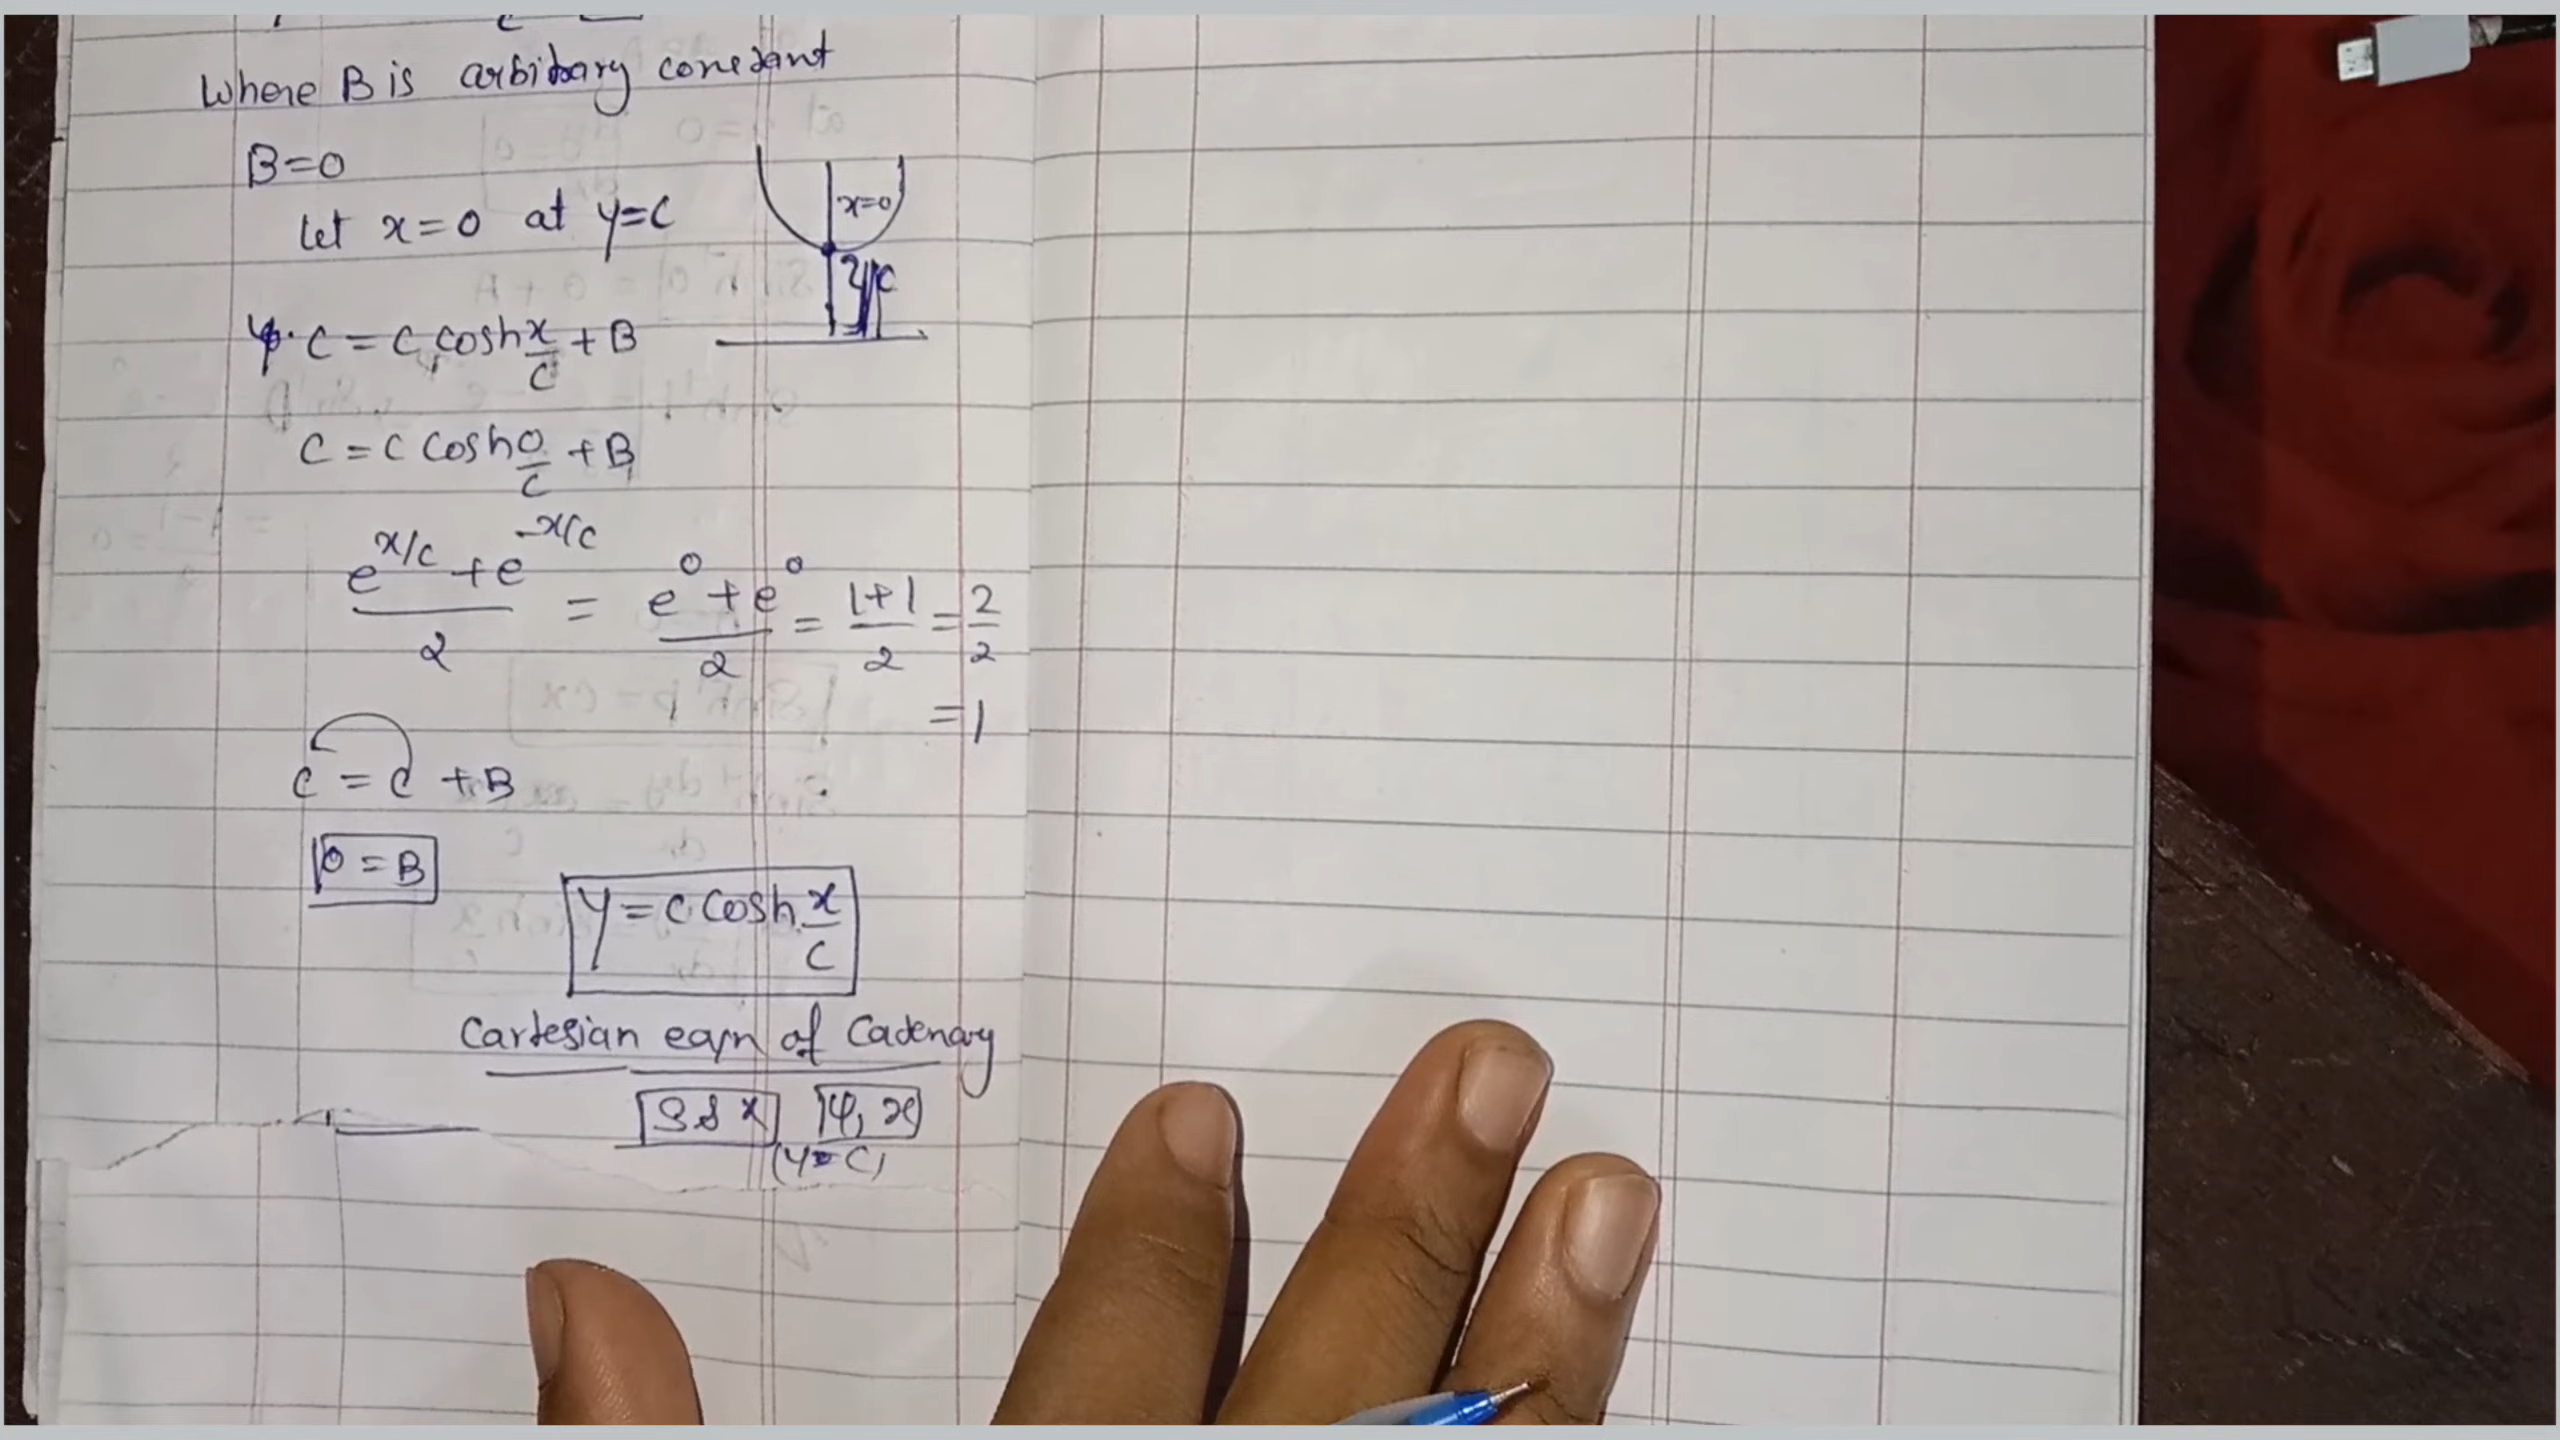 Where B is arbitrary constant
B=0
Let x=0 at y=c
x=0
y. c = c cosh x/c + B
c
c = c cosh 0/c + B
e^x/c + e^-x/c / 2 = e^0 + e^0 / 2 = 1+1 / 2 = 2/2
=1
c = c + B
0 = B
y = c cosh x/c
Cartesian eqn of Catenary
S & x ψ, x
(y=c)